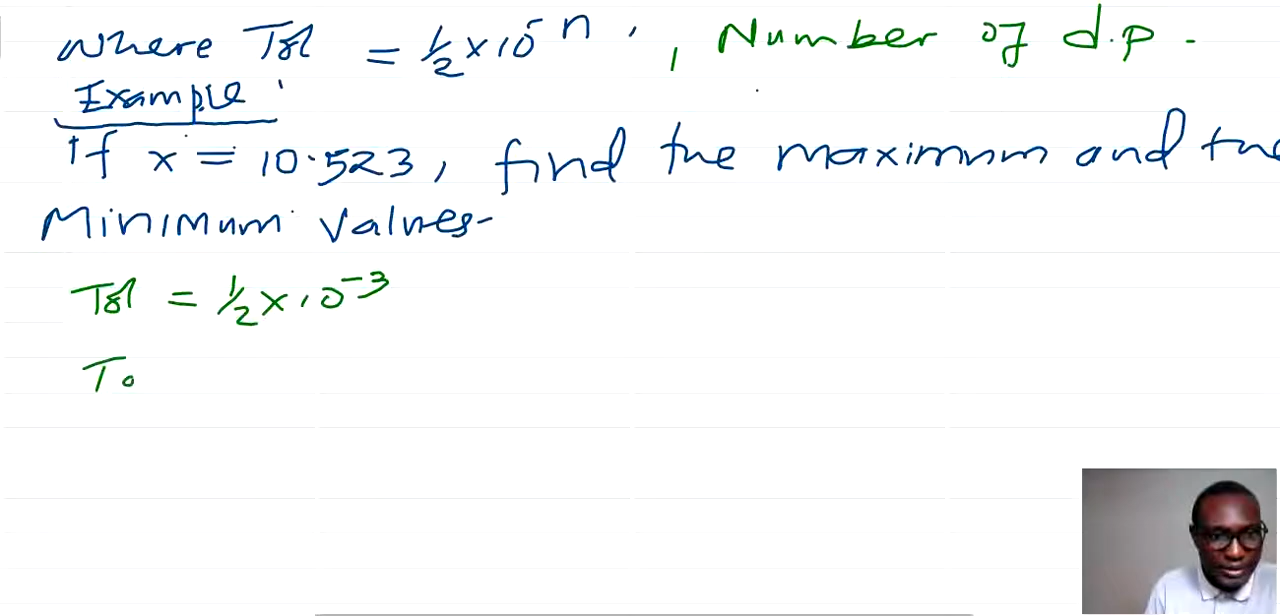 where Tol = ½ × 10⁻ⁿ, , Number of d.p.
Example
If x = 10.523, find the maximum and the
Minimum values-
Tol = ½ × 10⁻³
To